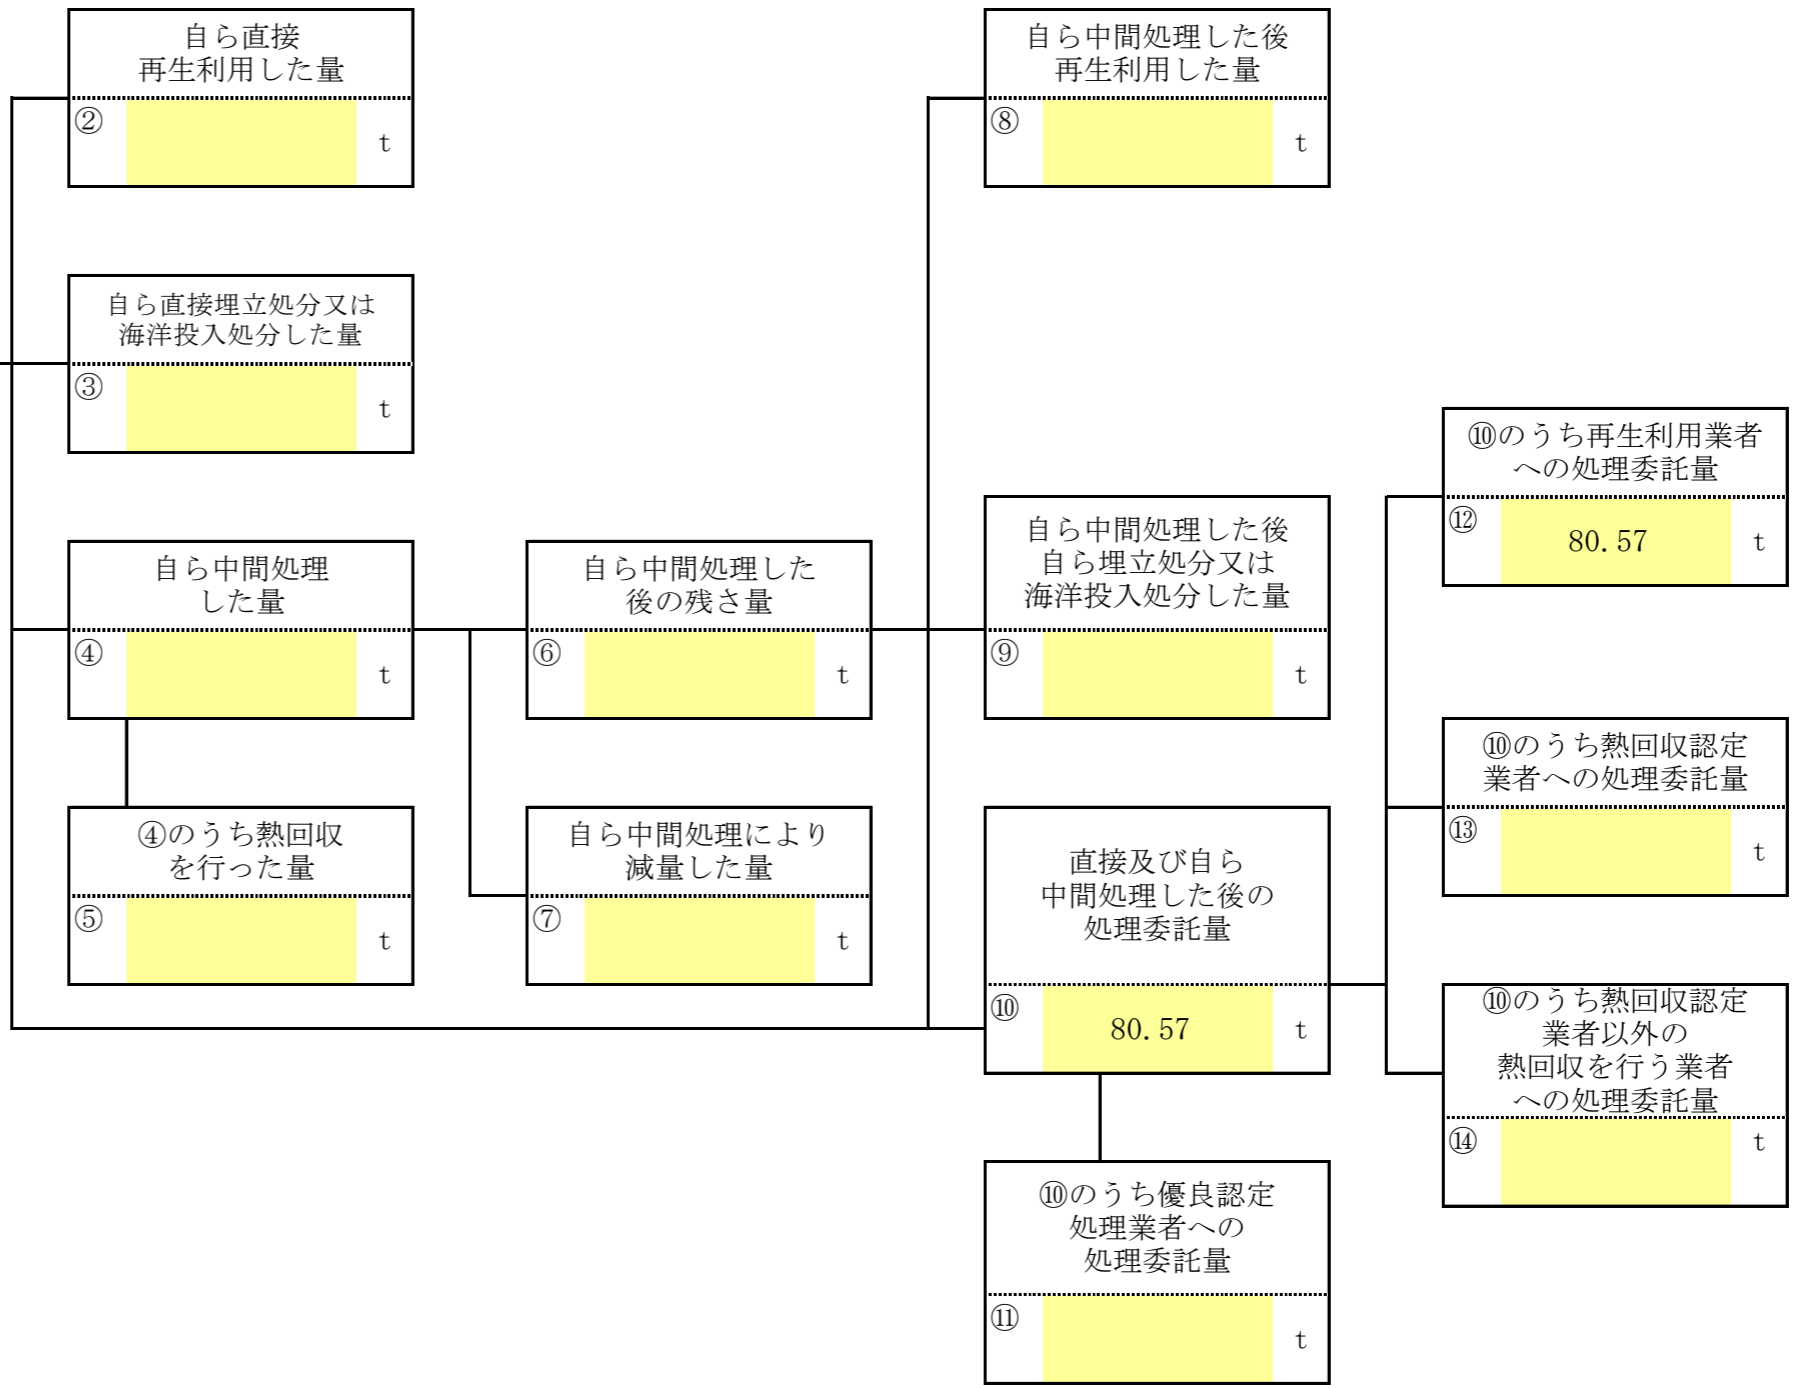 自ら直接
再生利用した量
②
t
自ら中間処理した後
再生利用した量
⑧
t
自ら直接埋立処分又は
海洋投入処分した量
③
t
⑩のうち再生利用業者
への処理委託量
⑫
80.57
t
自ら中間処理
した量
④
t
自ら中間処理した
後の残さ量
⑥
t
自ら中間処理した後
自ら埋立処分又は
海洋投入処分した量
⑨
t
⑩のうち熱回収認定
業者への処理委託量
⑬
t
④のうち熱回収
を行った量
⑤
t
自ら中間処理により
減量した量
⑦
t
直接及び自ら
中間処理した後の
処理委託量
⑩
80.57
t
⑩のうち熱回収認定
業者以外の
熱回収を行う業者
への処理委託量
⑭
t
⑩のうち優良認定
処理業者への
処理委託量
⑪
t